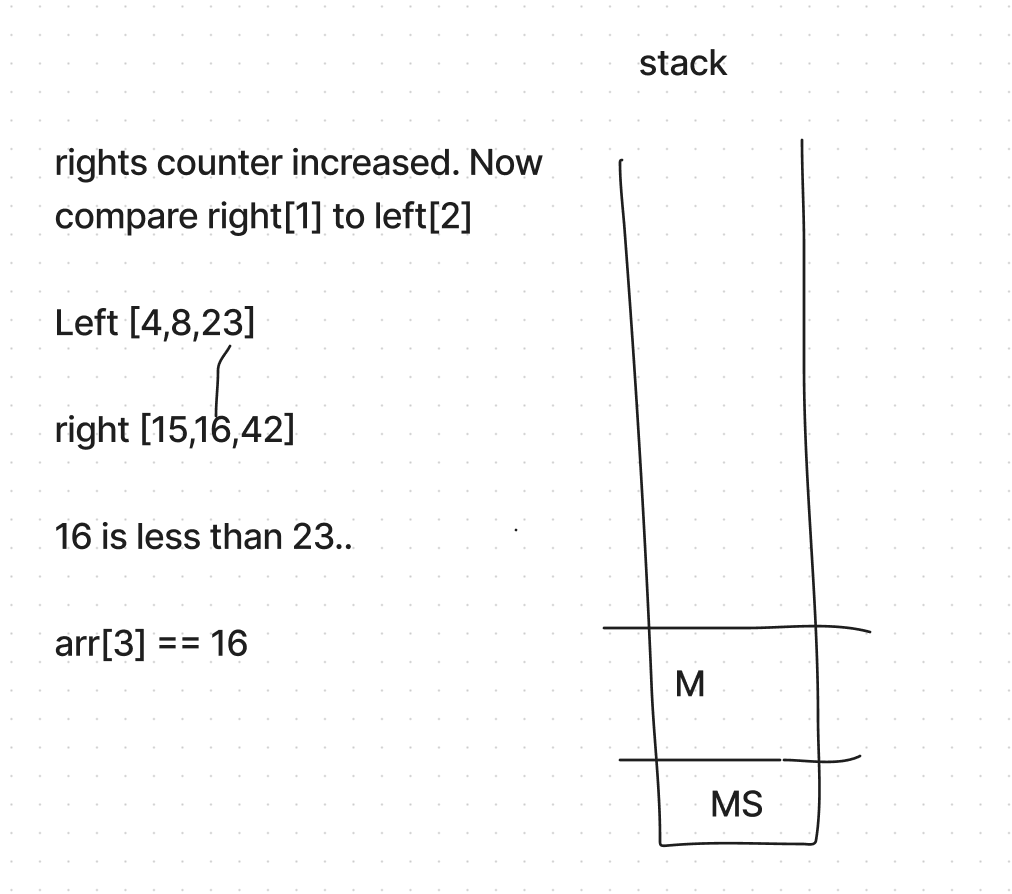 stack
rights counter increased. Now
compare right[1] to left[2]
Left [4,8,23]
right [15,16,42]
16 is less than 23..
arr[3] == 16
M
MS